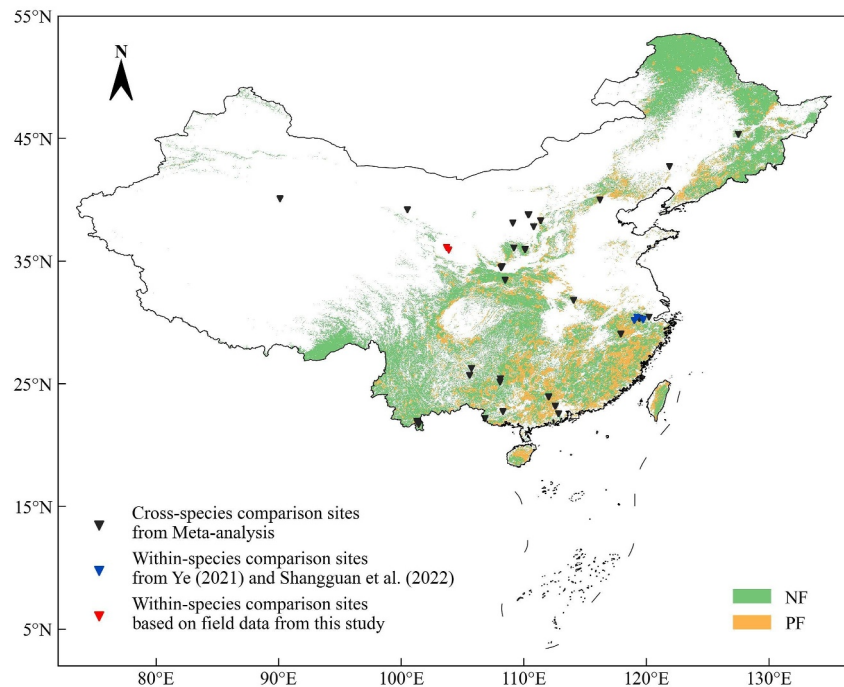 55°N
N
45°N
35°N
25°N
15°N
5°N
Cross-species comparison sites
from Meta-analysis
Within-species comparison sites
from Ye (2021) and Shangguan et al. (2022)
Within-species comparison sites
based on field data from this study
NF
PF
80°E 90°E 100°E 110°E 120°E 130°E